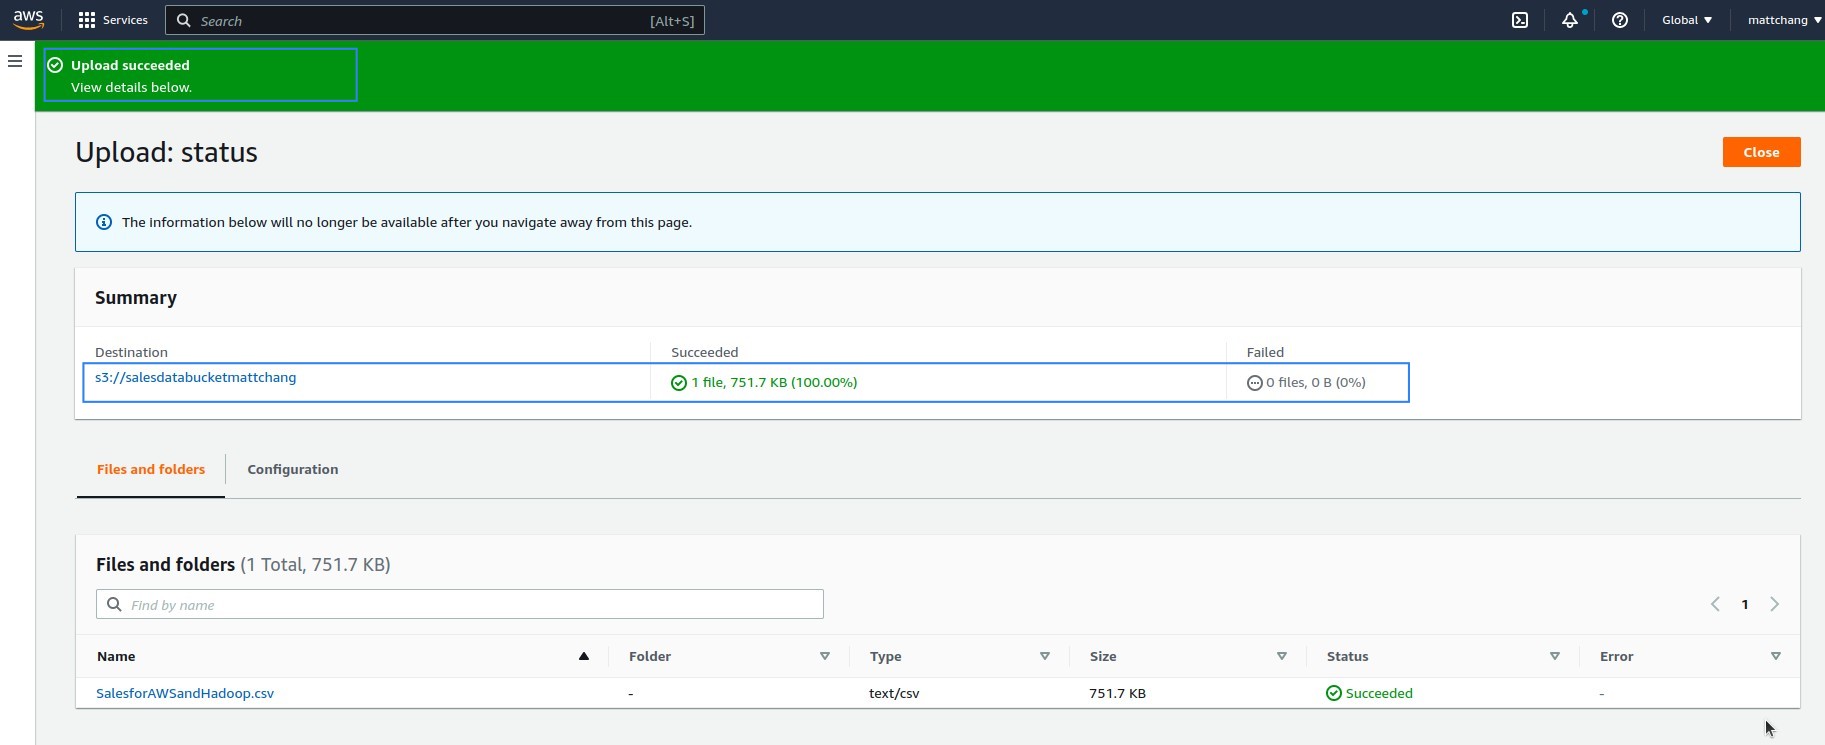 aws Services Search [Alt+S] Global mattchang
Upload succeeded
View details below.
Upload: status Close
The information below will no longer be available after you navigate away from this page.
Summary
Destination Succeeded Failed
s3://salesdatabucketmattchang 1 file, 751.7 KB (100.00%) 0 files, 0 B (0%)
Files and folders Configuration
Files and folders (1 Total, 751.7 KB)
Find by name 1
Name Folder Type Size Status Error
SalesforAWSandHadoop.csv - text/csv 751.7 KB Succeeded -